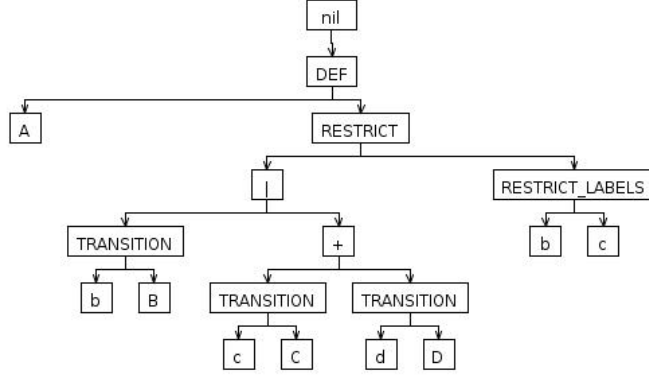 nil
DEF
A
RESTRICT
|
RESTRICT_LABELS
TRANSITION
+
b
c
b
B
TRANSITION
TRANSITION
c
C
d
D